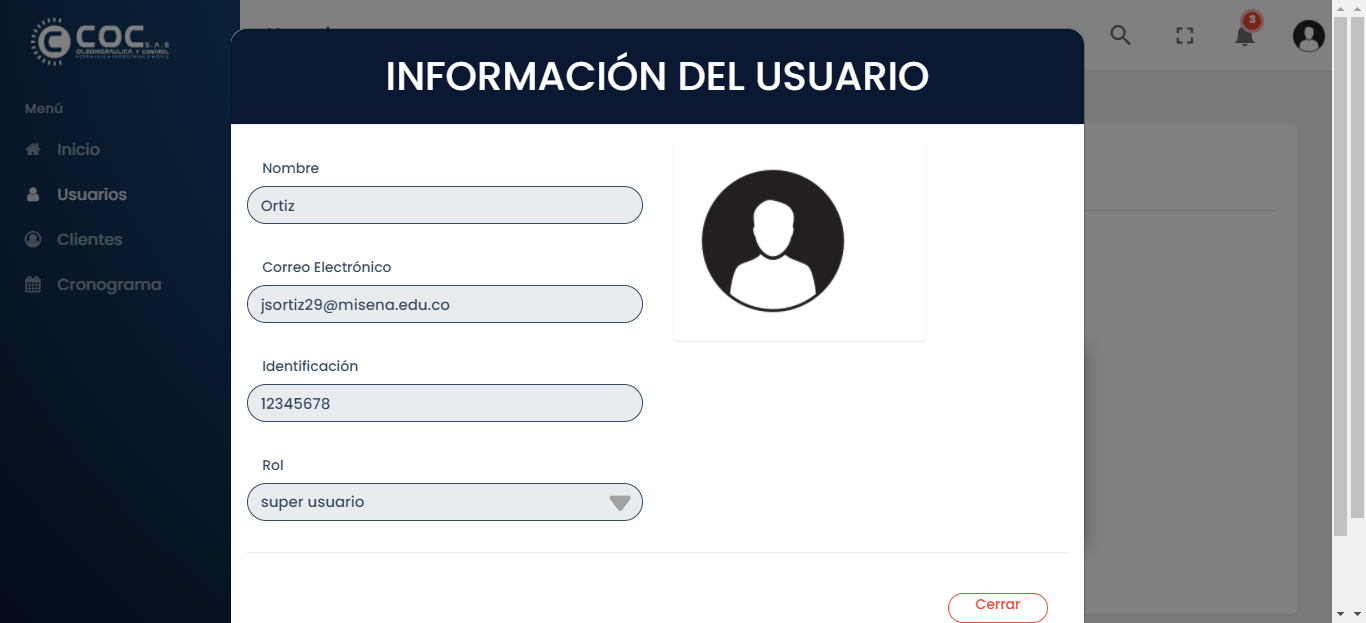 COC S.A.S
OLEOHIDRAULICA Y CONTROL
HIDRAULICA INDUSTRIAL Y MOVIL
Menú
Inicio
Usuarios
Clientes
Cronograma
3
INFORMACIÓN DEL USUARIO
Nombre
Ortiz
Correo Electrónico
jsortiz29@misena.edu.co
Identificación
12345678
Rol
super usuario
Cerrar